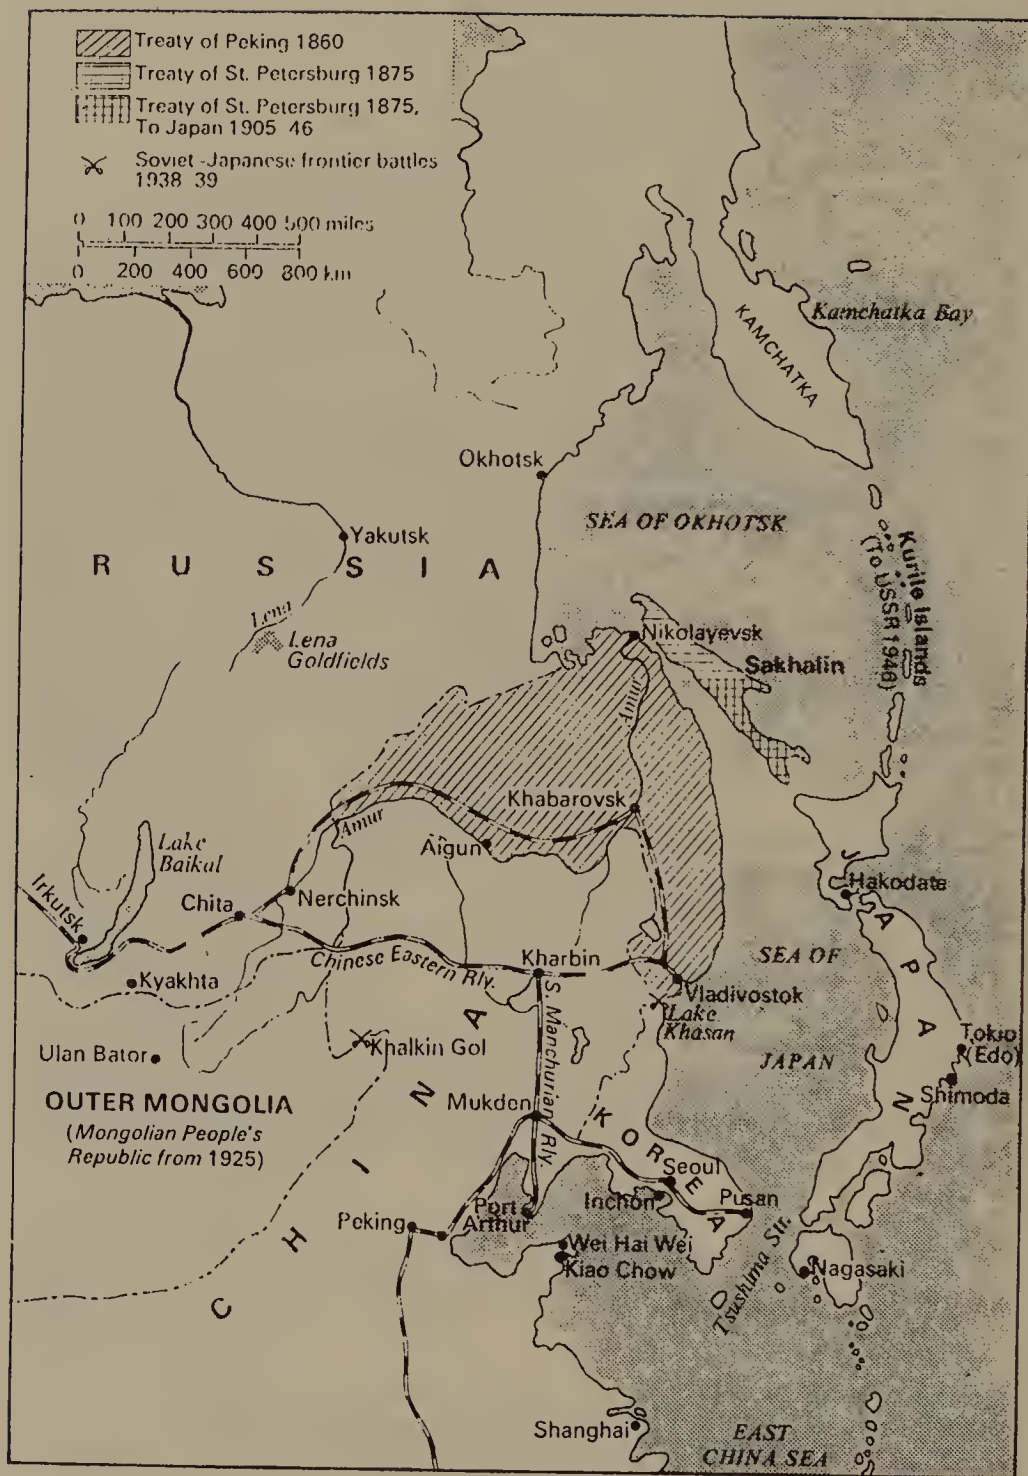 Treaty of Peking 1860
Treaty of St. Petersburg 1875
Treaty of St. Petersburg 1875,
To Japan 1905 46
Soviet-Japanese frontier battles
1938 39
0 100 200 300 400 500 miles
0 200 400 600 800 km
Kamchatka Bay
KAMCHATKA
Okhotsk
SEA OF OKHOTSK
Yakutsk
RUSSIA
Kurile Islands
(To USSR 1946)
Lena
Lena
Goldfields
Nikolayevsk
Sakhalin
Amur
Khabarovsk
Amur
Aigun
Lake
Baikal
Irkutsk
Chita
Nerchinsk
Hakodate
JAPAN
Kharbin
Chinese Eastern Rly.
SEA OF
JAPAN
Kyakhta
Vladivostok
Lake
Khasan
S. Manchurian Rly.
Khalkin Gol
Ulan Bator
Tokio
(Edo)
Shimoda
OUTER MONGOLIA
(Mongolian People's
Republic from 1925)
CHINA
Mukden
KOREA
Seoul
Inchon
Pusan
Port
Arthur
Peking
Wei Hai Wei
Kiao Chow
Tsushima Str.
Nagasaki
Shanghai
EAST
CHINA SEA